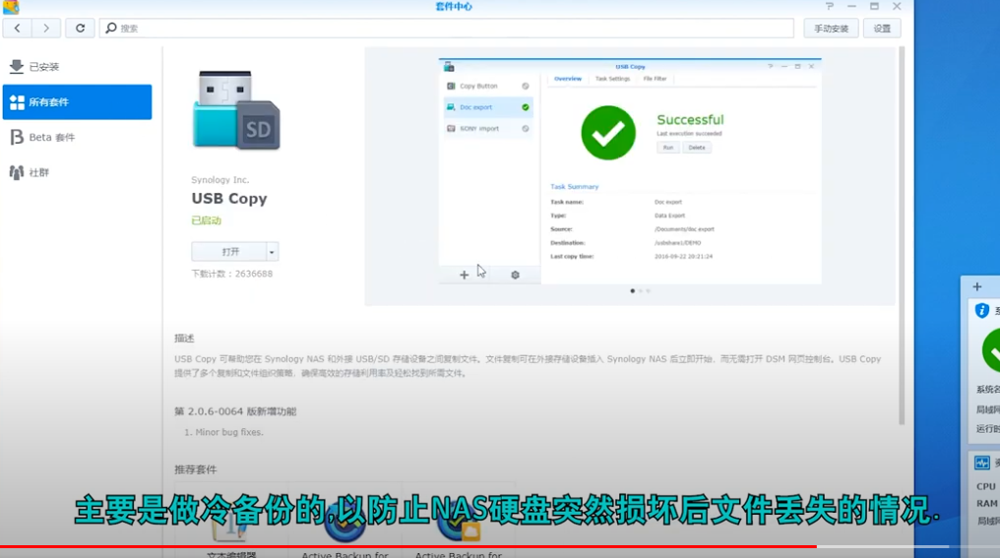 套件中心
搜索
手动安装
设置
已安装
所有套件
Beta 套件
社群
SD
Synology Inc.
USB Copy
已启动
打开
下载计数：2636688
USB Copy
Overview Task Settings File Filter
Copy Button
Doc export
SONY import
Successful
Last execution succeeded
Run Delete
Task Summary
Task name: Doc export
Type: Data Export
Source: /Documents/doc export
Destination: /usbshare1/DEMO
Last copy time: 2016-09-22 20:21:24
描述
USB Copy 可帮助您在 Synology NAS 和外接 USB/SD 存储设备之间复制文件。文件复制可在外接存储设备插入 Synology NAS 后立即开始，而无需打开 DSM 网页控制台。USB Copy
提供了多个复制和文件组织策略，确保高效的存储利用率及轻松找到所需文件。
第 2.0.6-0064 版新增功能
1. Minor bug fixes.
推荐套件
主要是做冷备份的,以防止NAS硬盘突然损坏后文件丢失的情况.
文本编辑器
Active Backup for
Active Backup for
系统名
局域网
运行时
CPU
RAM
局域网